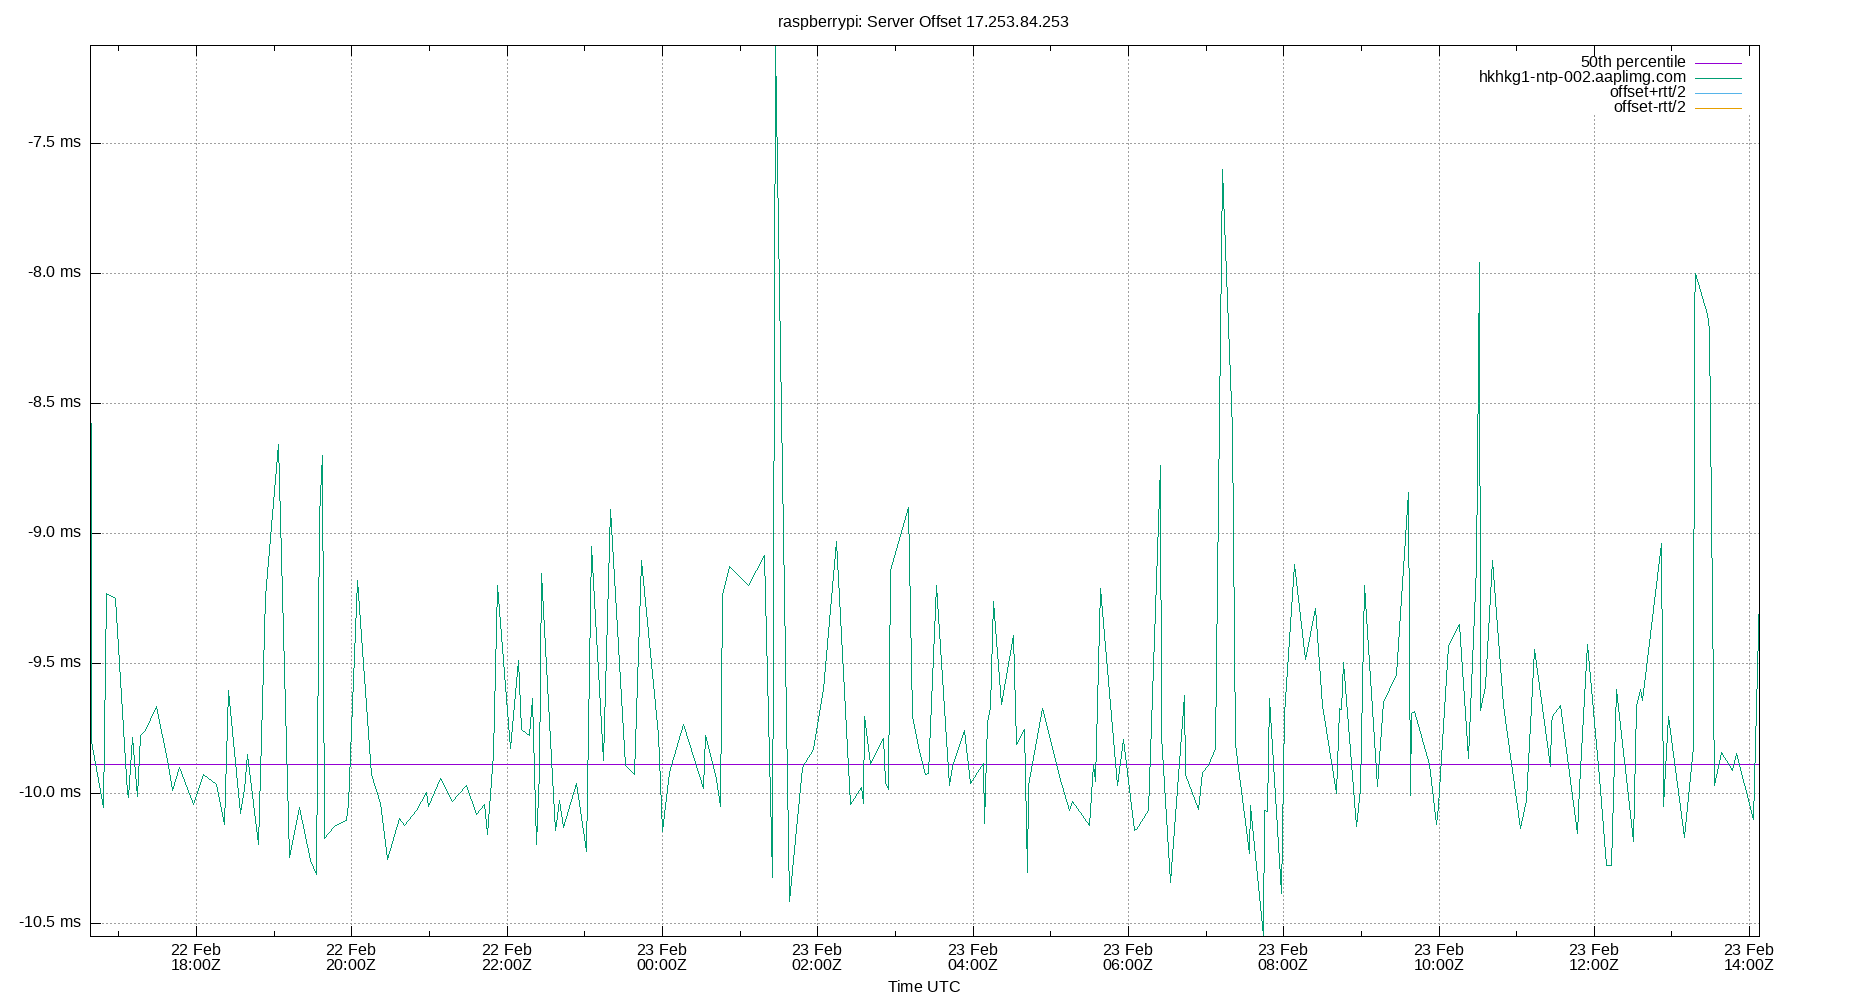 raspberrypi: Server Offset 17.253.84.253
50th percentile
hkhkg1-ntp-002.aaplimg.com
offset+rtt/2
offset-rtt/2
-7.5 ms
-8.0 ms
-8.5 ms
-9.0 ms
-9.5 ms
-10.0 ms
-10.5 ms
22 Feb 22 Feb 22 Feb 23 Feb 23 Feb 23 Feb 23 Feb 23 Feb 23 Feb 23 Feb 23 Feb
18:00Z 20:00Z 22:00Z 00:00Z 02:00Z 04:00Z 06:00Z 08:00Z 10:00Z 12:00Z 14:00Z
Time UTC